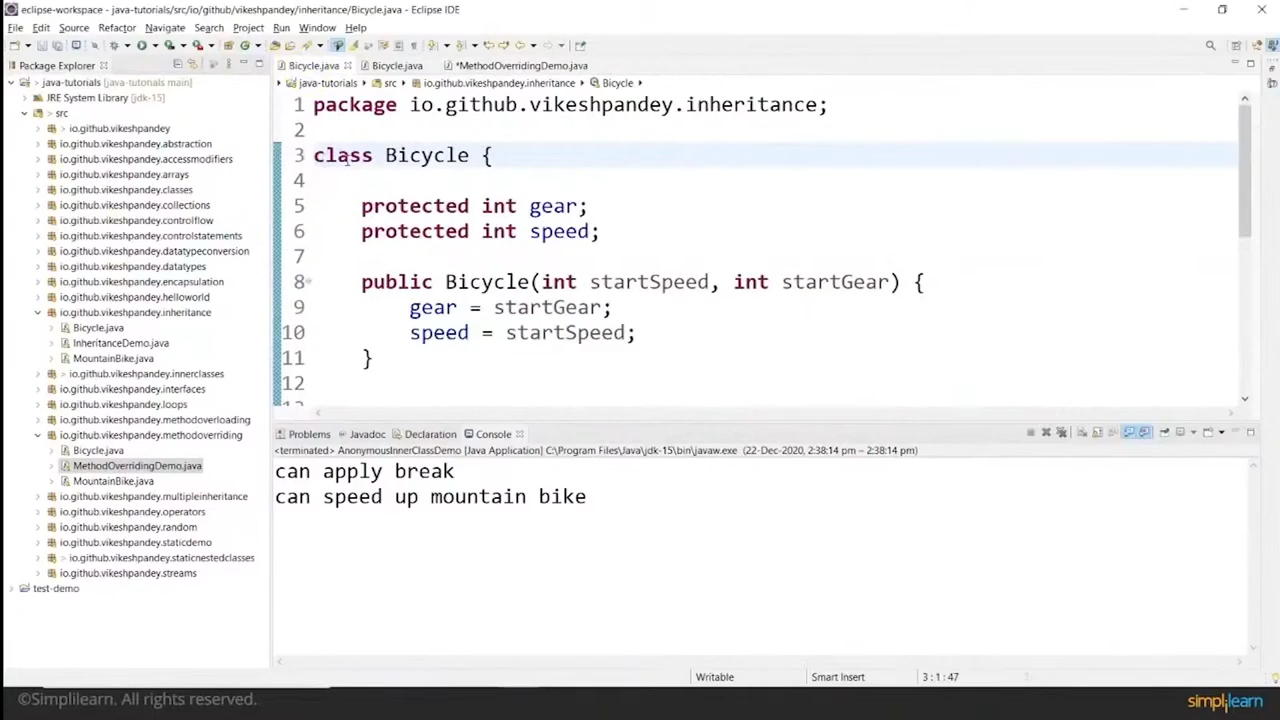 eclipse-workspace - java-tutorials/src/io/github/vikeshpandey/inheritance/Bicycle.java - Eclipse IDE
File Edit Source Refactor Navigate Search Project Run Window Help
Package Explorer
java-tutorials [java-tutorials main]
JRE System Library [jdk-15]
src
> io.github.vikeshpandey
io.github.vikeshpandey.abstraction
io.github.vikeshpandey.accessmodifiers
io.github.vikeshpandey.arrays
io.github.vikeshpandey.classes
io.github.vikeshpandey.collections
io.github.vikeshpandey.controlflow
io.github.vikeshpandey.controlstatements
io.github.vikeshpandey.datatypeconversion
io.github.vikeshpandey.datatypes
io.github.vikeshpandey.encapsulation
io.github.vikeshpandey.helloworld
io.github.vikeshpandey.inheritance
Bicycle.java
InheritanceDemo.java
MountainBike.java
> io.github.vikeshpandey.innerclasses
io.github.vikeshpandey.interfaces
io.github.vikeshpandey.loops
io.github.vikeshpandey.methodoverloading
io.github.vikeshpandey.methodoverriding
Bicycle.java
MethodOverridingDemo.java
MountainBike.java
io.github.vikeshpandey.multipleinheritance
io.github.vikeshpandey.operators
io.github.vikeshpandey.random
io.github.vikeshpandey.staticdemo
> io.github.vikeshpandey.staticnestedclasses
io.github.vikeshpandey.streams
test-demo
Bicycle.java Bicycle.java *MethodOverridingDemo.java
java-tutorials src io.github.vikeshpandey.inheritance Bicycle
1 package io.github.vikeshpandey.inheritance;
2
3 class Bicycle {
4
5 protected int gear;
6 protected int speed;
7
8 public Bicycle(int startSpeed, int startGear) {
9 gear = startGear;
10 speed = startSpeed;
11 }
12
Problems Javadoc Declaration Console
<terminated> AnonymousInnerClassDemo [Java Application] C:\Program Files\Java\jdk-15\bin\javaw.exe (22-Dec-2020, 2:38:14 pm – 2:38:14 pm)
can apply break
can speed up mountain bike
Writable Smart Insert 3 : 1 : 47
©Simplilearn. All rights reserved.
simplilearn